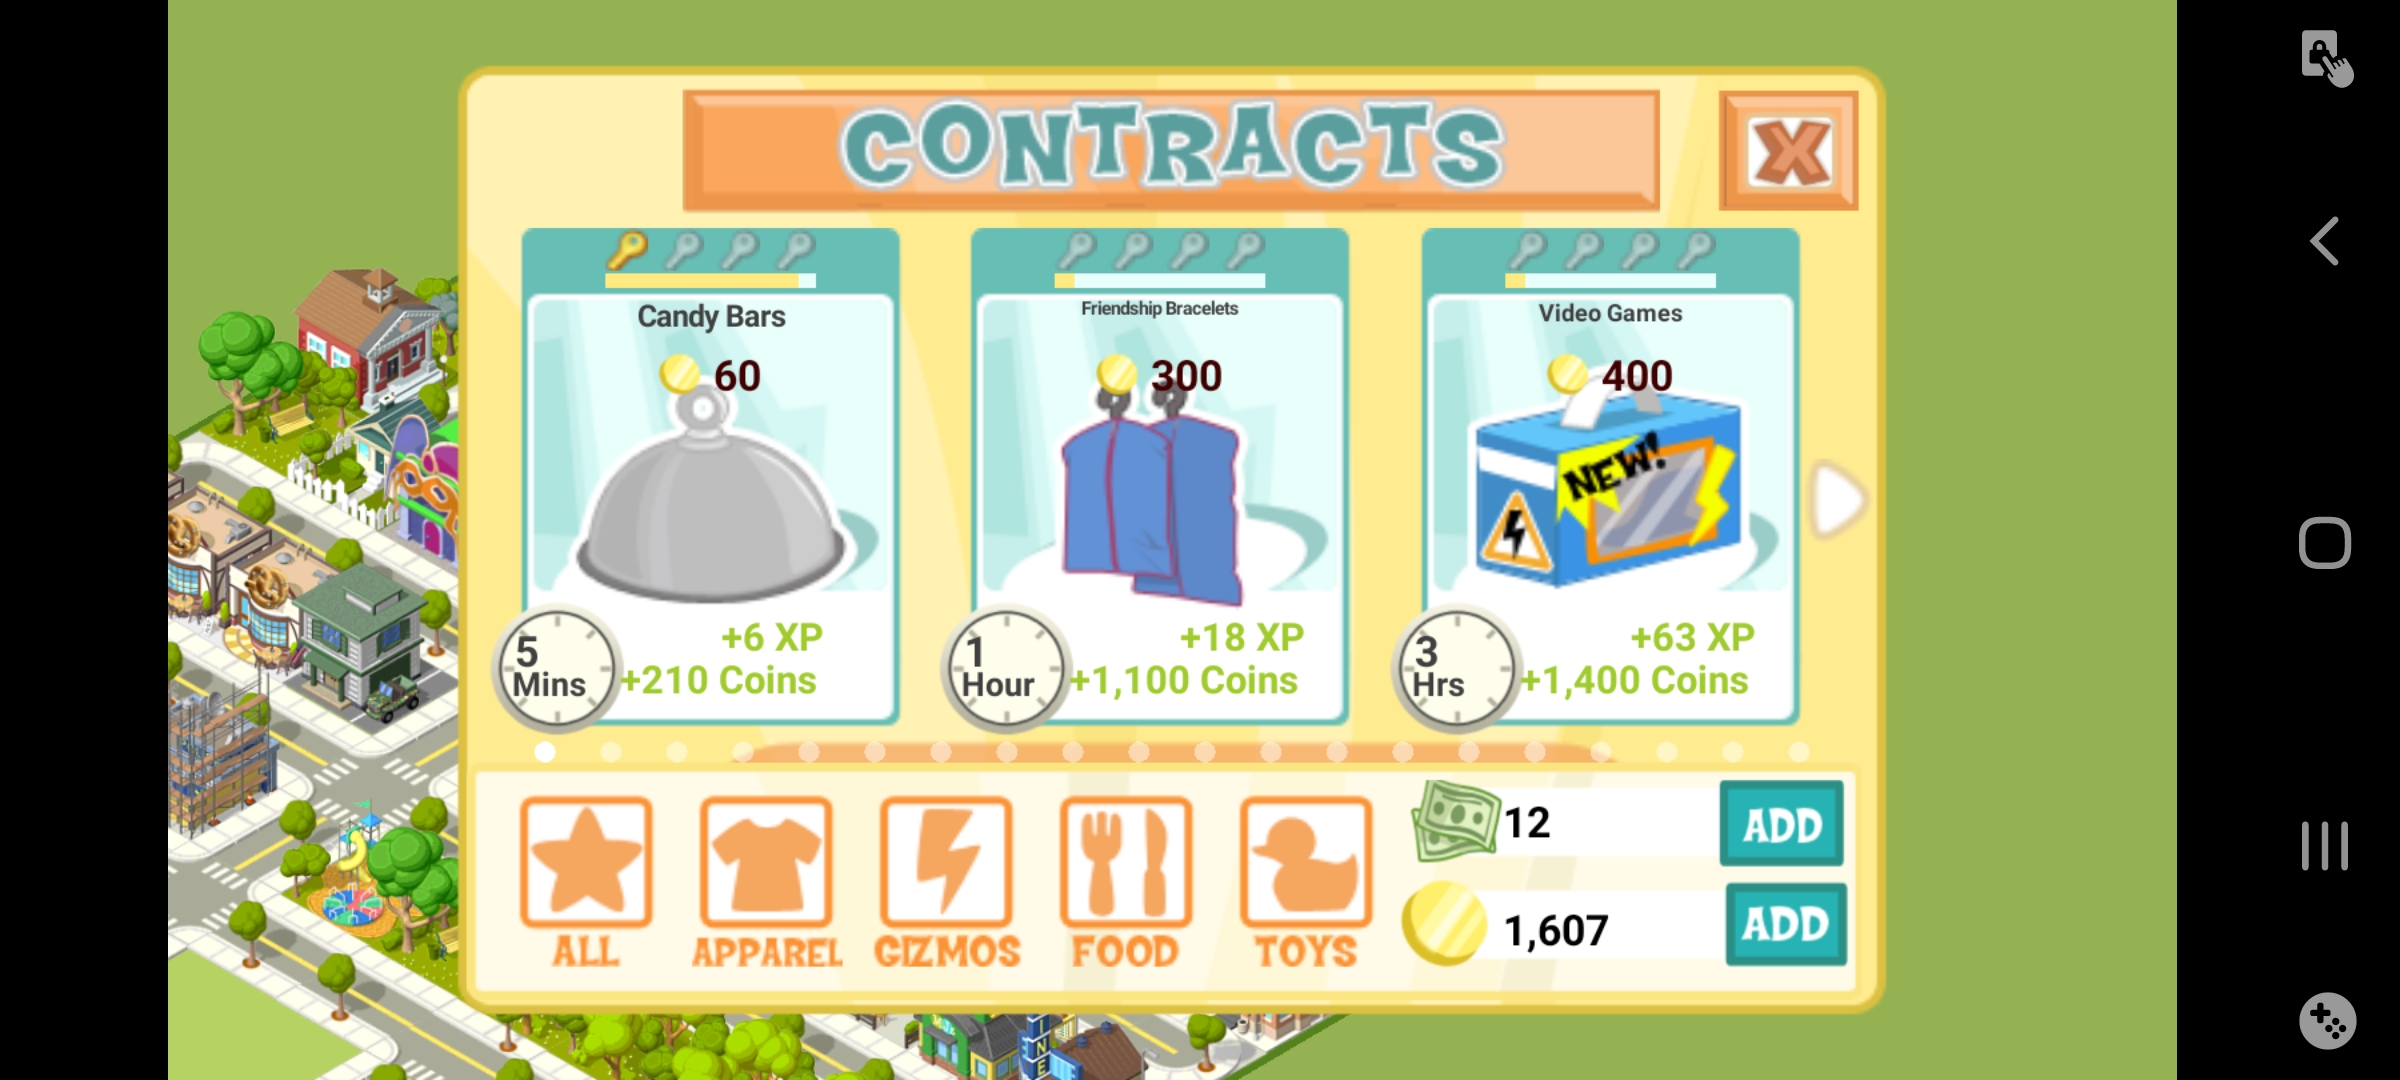 CONTRACTS
X
Candy Bars
60
5
Mins
+6 XP
+210 Coins
Friendship Bracelets
300
1
Hour
+18 XP
+1,100 Coins
Video Games
400
NEW!
3
Hrs
+63 XP
+1,400 Coins
ALL
APPAREL
GIZMOS
FOOD
TOYS
12
ADD
1,607
ADD